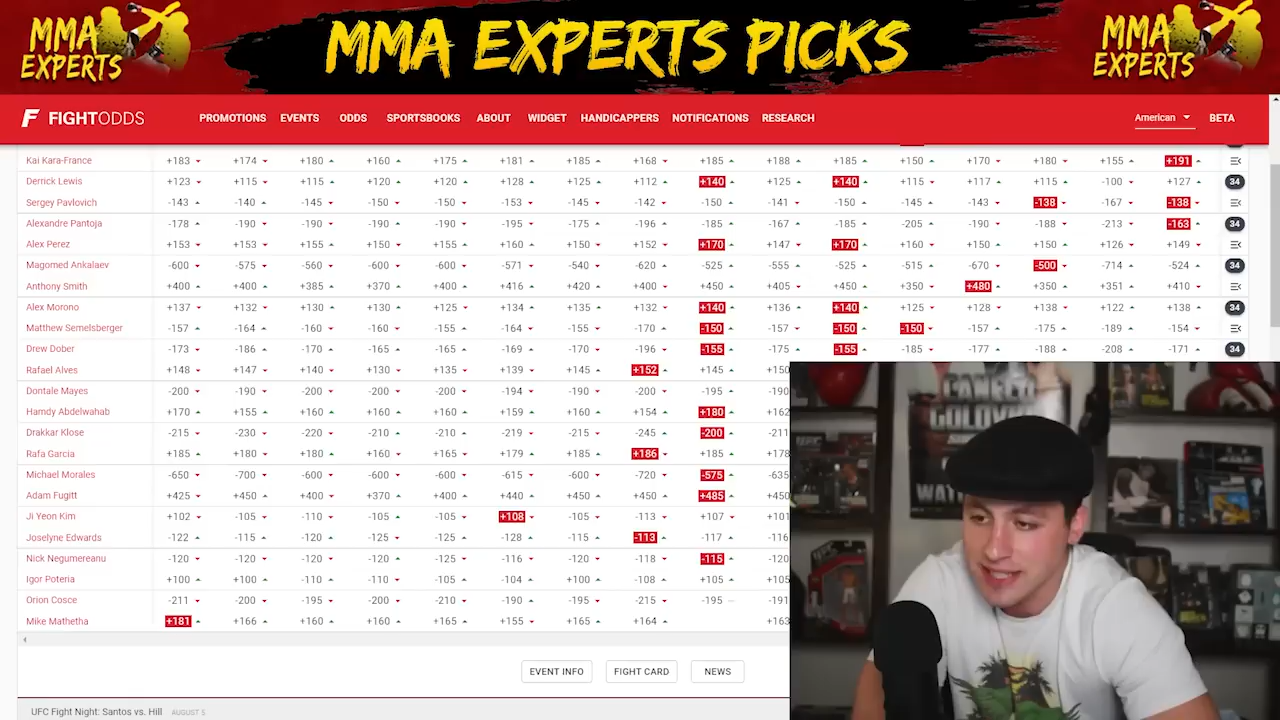 MMA EXPERTS
MMA EXPERTS PICKS
MMA EXPERTS
FIGHTODDS PROMOTIONS EVENTS ODDS SPORTSBOOKS ABOUT WIDGET HANDICAPPERS NOTIFICATIONS RESEARCH American BETA
Kai Kara-France +183 +174 +180 +160 +175 +181 +185 +168 +185 +188 +185 +150 +170 +180 +155 +191
Derrick Lewis +123 +115 +115 +120 +120 +128 +125 +112 +140 +125 +140 +115 +117 +115 -100 +127 34
Sergey Pavlovich -143 -140 -145 -150 -150 -153 -145 -142 -150 -141 -150 -145 -143 -138 -167 -138
Alexandre Pantoja -178 -190 -190 -190 -190 -195 -175 -196 -185 -167 -185 -205 -190 -188 -213 -163 34
Alex Perez +153 +153 +155 +155 +155 +160 +150 +152 +170 +147 +170 +160 +150 +150 +126 +149
Magomed Ankalaev -600 -575 -560 -600 -600 -571 -540 -620 -525 -555 -525 -515 -670 -500 -714 -524 34
Anthony Smith +400 +400 +385 +370 +400 +416 +420 +400 +450 +405 +450 +350 +480 +350 +351 +410
Alex Morono +137 +132 +130 +130 +125 +134 +135 +132 +140 +136 +140 +125 +128 +138 +122 +138 34
Matthew Semelsberger -157 -164 -160 -160 -155 -164 -155 -170 -150 -157 -150 -150 -157 -175 -189 -154
Drew Dober -173 -186 -170 -165 -165 -169 -170 -196 -155 -175 -155 -185 -177 -188 -208 -171 34
Rafael Alves +148 +147 +140 +130 +135 +139 +145 +152 +145 +150
Dontale Mayes -200 -190 -200 -200 -200 -194 -190 -200 -195 -190
Hamdy Abdelwahab +170 +155 +160 +160 +160 +159 +160 +154 +180 +162
Drakkar Klose -215 -230 -220 -210 -210 -219 -215 -245 -200 -211
Rafa Garcia +185 +180 +180 +160 +165 +179 +185 +186 +185 +178
Michael Morales -650 -700 -600 -600 -600 -615 -600 -720 -575 -635
Adam Fugitt +425 +450 +400 +370 +400 +440 +450 +450 +485 +435
Ji Yeon Kim +102 -105 -110 -105 -105 +108 -105 -113 +107 +101
Joselyne Edwards -122 -115 -120 -125 -125 -128 -115 -113 -117 -116
Nick Negumereanu -120 -120 -120 -120 -125 -116 -120 -118 -115 -120
Igor Poteria +100 +100 -110 -110 -105 -104 +100 -108 +105 +105
Orion Cosce -211 -200 -195 -200 -210 -190 -195 -215 -195 -191
Mike Mathetha +181 +166 +160 +160 +165 +155 +165 +164
EVENT INFO FIGHT CARD NEWS
UFC Fight Night: Santos vs. Hill AUGUST 5
CANELO
GOLOVKIN